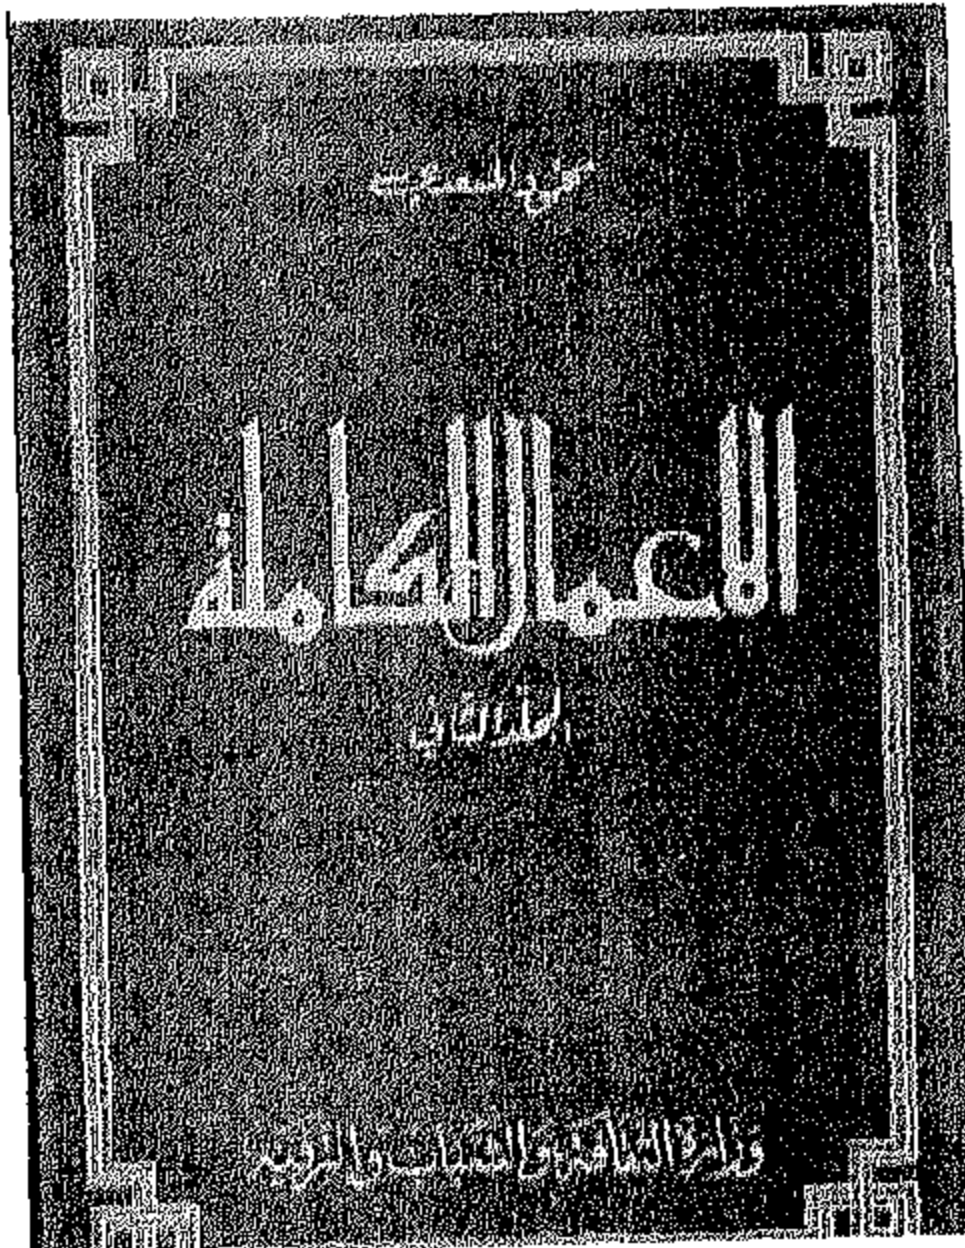 محمود المسعدي
الأعمال الكاملة
المجلد الثاني
وزارة الثقافة والشباب والترفيه